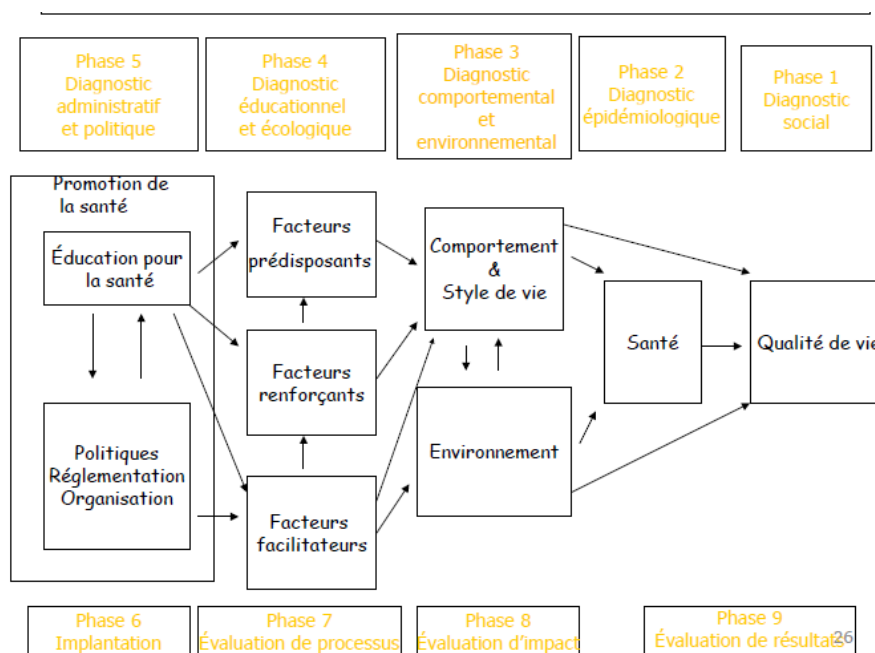 Phase 5
Diagnostic
administratif
et politique
Phase 4
Diagnostic
éducationnel
et écologique
Phase 3
Diagnostic
comportemental
et
environnemental
Phase 2
Diagnostic
épidémiologique
Phase 1
Diagnostic
social
Promotion de
la santé
Éducation pour
la santé
Politiques
Réglementation
Organisation
Facteurs
prédisposants
Facteurs
renforçants
Facteurs
facilitateurs
Comportement
&
Style de vie
Environnement
Santé
Qualité de vie
Phase 6
Implantation
Phase 7
Évaluation de processus
Phase 8
Évaluation d'impact
Phase 9
Évaluation de résultats
26